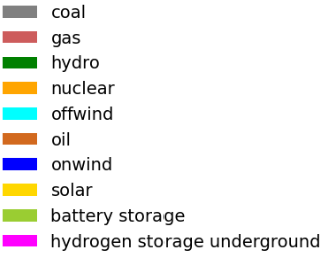 coal
gas
hydro
nuclear
offwind
oil
onwind
solar
battery storage
hydrogen storage underground